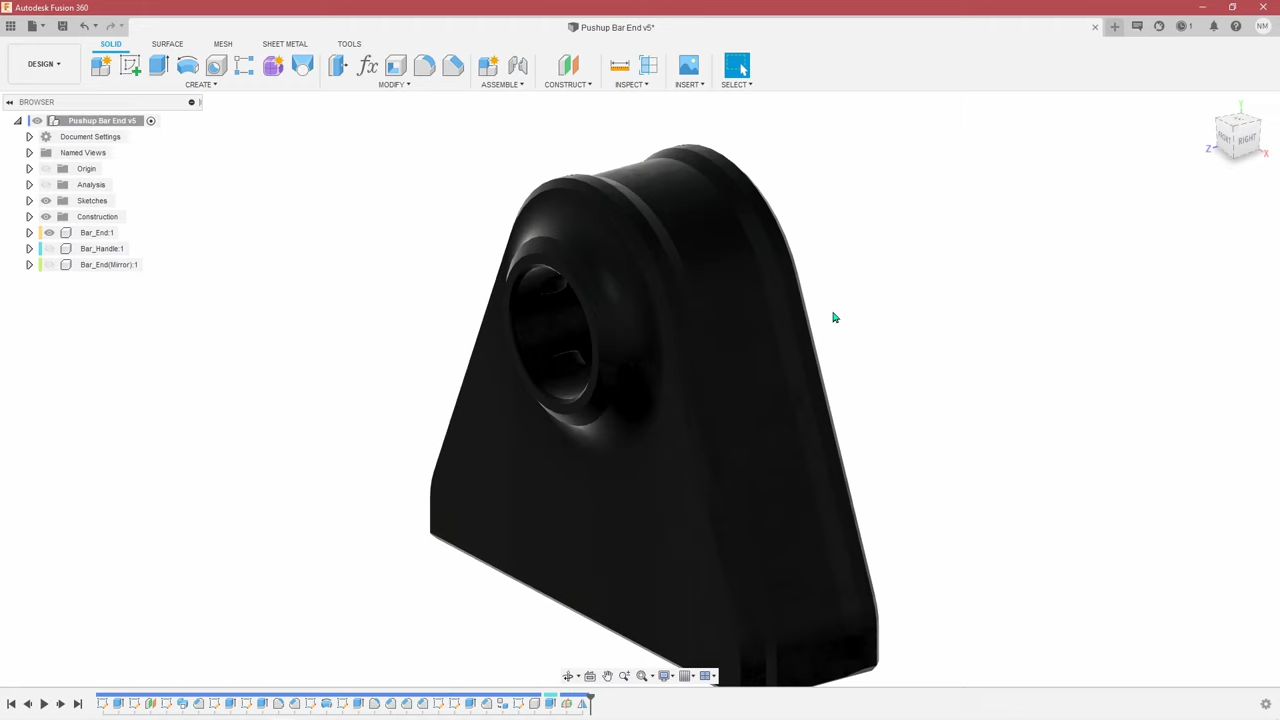 Autodesk Fusion 360
Pushup Bar End v5*
1
NM
DESIGN
SOLID
SURFACE
MESH
SHEET METAL
TOOLS
CREATE
MODIFY
ASSEMBLE
CONSTRUCT
INSPECT
INSERT
SELECT
BROWSER
Pushup Bar End v5
Document Settings
Named Views
Origin
Analysis
Sketches
Construction
Bar_End:1
Bar_Handle:1
Bar_End(Mirror):1
Y
FRONT
RIGHT
Z
X